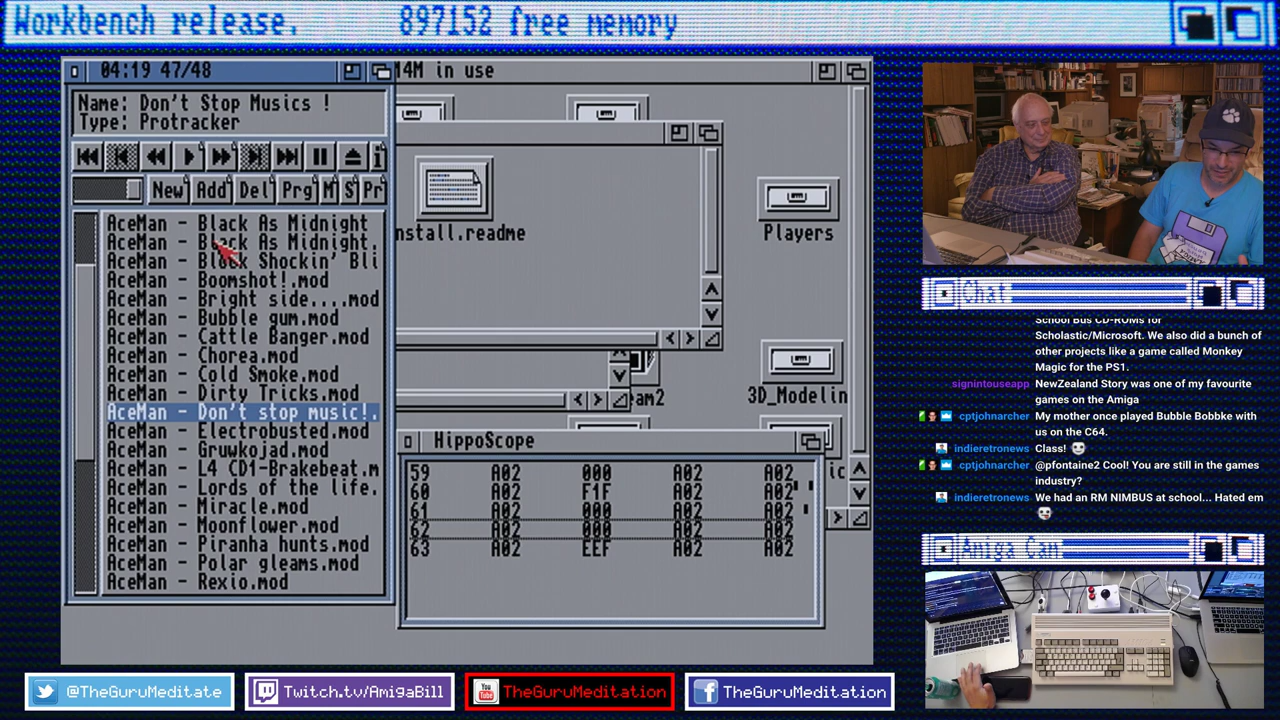 Workbench release. 897152 free memory
04:19 47/48
14M in use
Name: Don't Stop Musics !
Type: Protracker
New Add Del Prg M S Pr
AceMan - Black As Midnight
AceMan - Black As Midnight.
AceMan - Block Shockin' Bli
AceMan - Boomshot!.mod
AceMan - Bright side....mod
AceMan - Bubble gum.mod
AceMan - Cattle Banger.mod
AceMan - Chorea.mod
AceMan - Cold Smoke.mod
AceMan - Dirty Tricks.mod
AceMan - Don't stop music!.
AceMan - Electrobusted.mod
AceMan - Gruwojad.mod
AceMan - L4 CD1-Brakebeat.m
AceMan - Lords of the life.
AceMan - Miracle.mod
AceMan - Moonflower.mod
AceMan - Piranha hunts.mod
AceMan - Polar gleams.mod
AceMan - Rexio.mod
nstall.readme
Players
eam2
3D_Modelin
ic
HippoScope
59 A02 000 A02 A02
60 A02 F1F A02 A02
61 A02 000 A02 A02
62 A02 000 A02 A02
63 A02 EEF A02 A02
Chat
School Bus CD-ROMs for
Scholastic/Microsoft. We also did a bunch of
other projects like a game called Monkey
Magic for the PS1.
signintouseapp NewZealand Story was one of my favourite
games on the Amiga
cptjohnarcher My mother once played Bubble Bobbke with
us on the C64.
indieretronews Class!
cptjohnarcher @pfontaine2 Cool! You are still in the games
industry?
indieretronews We had an RM NIMBUS at school... Hated em
Amiga Cam
@TheGuruMeditate
Twitch.tv/AmigaBill
You Tube TheGuruMeditation
TheGuruMeditation